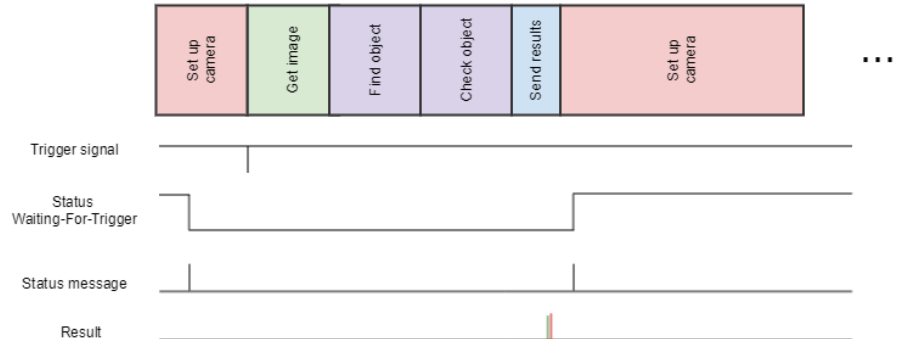 Set up
camera
Get image
Find object
Check object
Send results
Set up
camera
...
Trigger signal
Status
Waiting-For-Trigger
Status message
Result